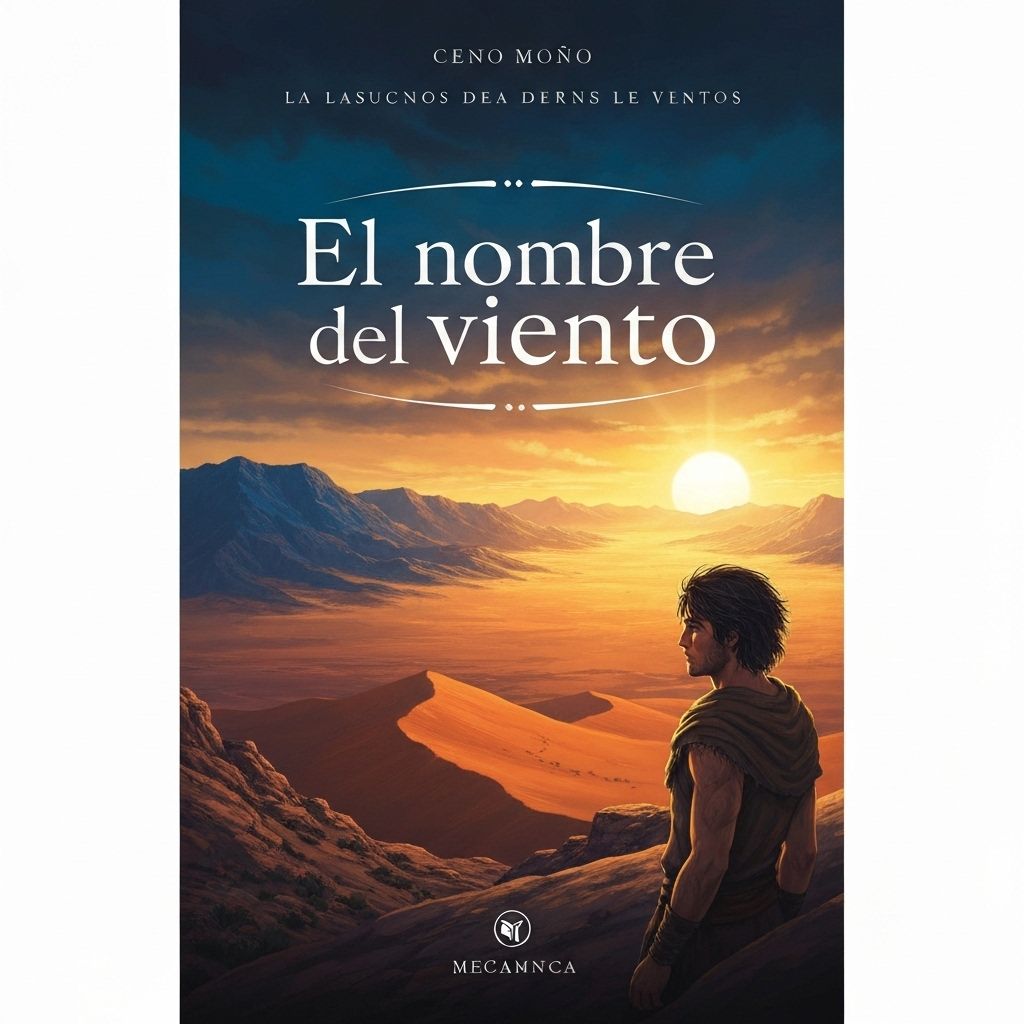 CENO MOÑO
LA LASUCNOS DEA DERNS LE VENTOS
El nombre
del viento
MECAMNCA